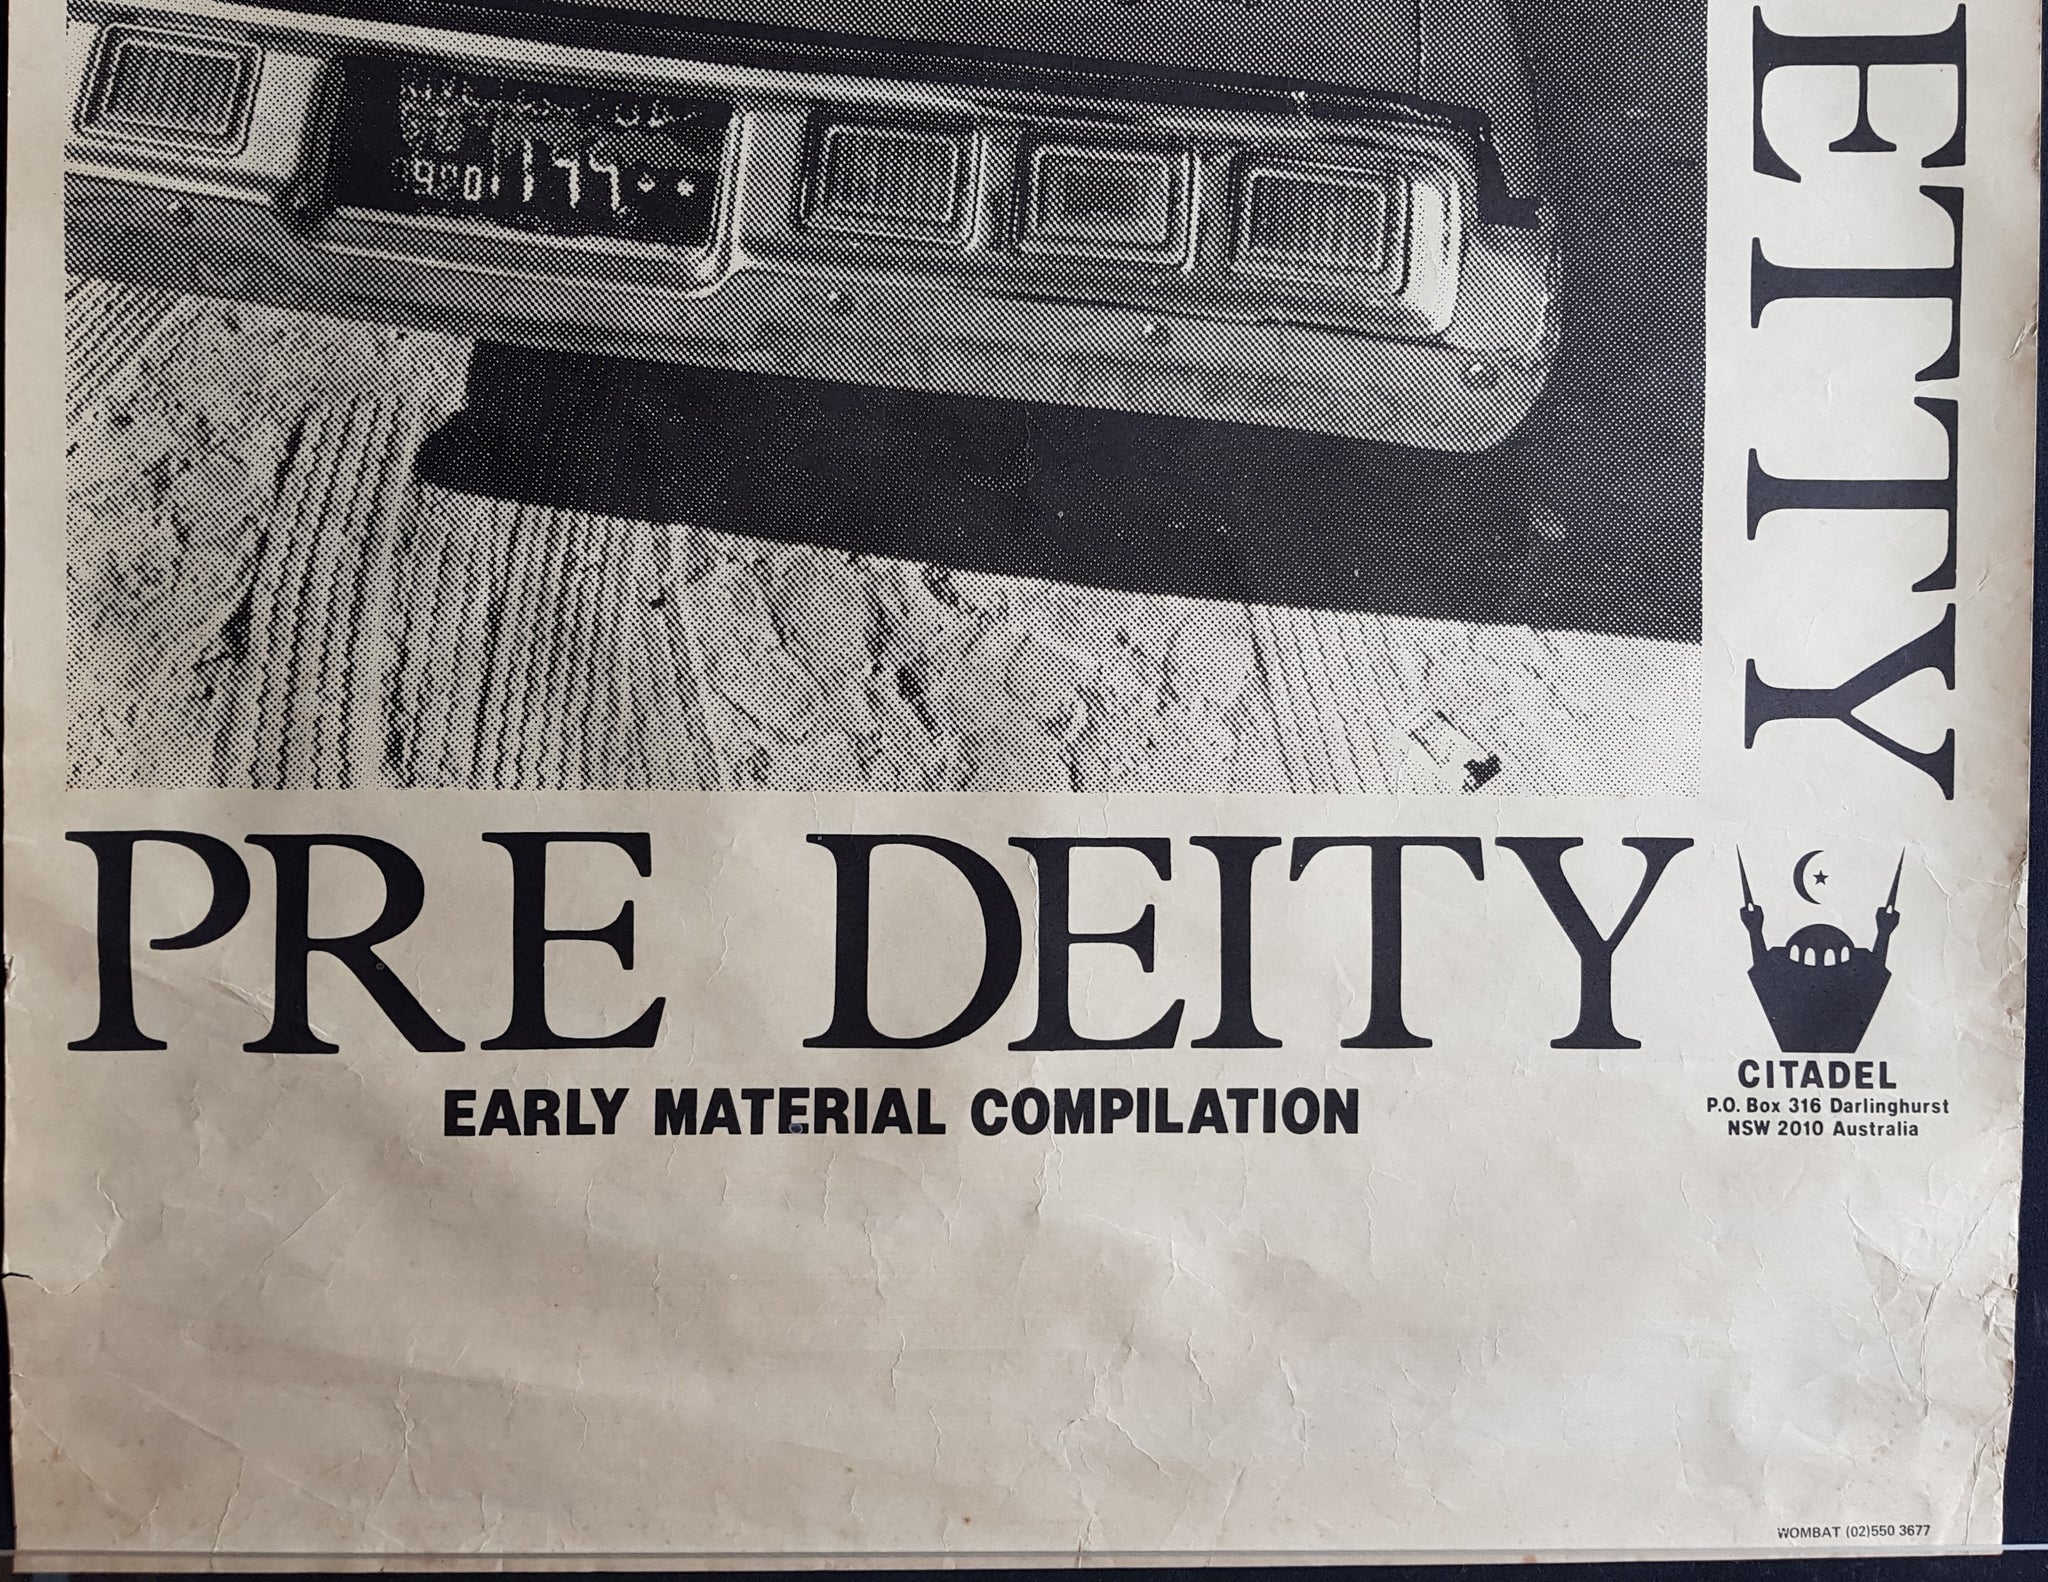 ETTY
PRE DEITY
EARLY MATERIAL COMPILATION
CITADEL
P.O. Box 316 Darlinghurst
NSW 2010 Australia
WOMBAT (02)550 3677